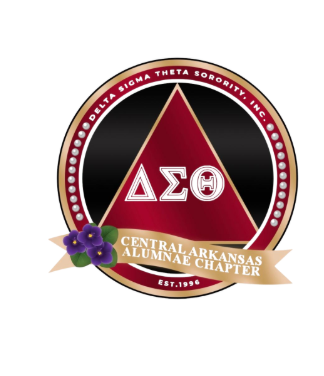 DELTA SIGMA THETA SORORITY, INC.
ΔΣΘ
CENTRAL ARKANSAS
ALUMNAE CHAPTER
EST.1996